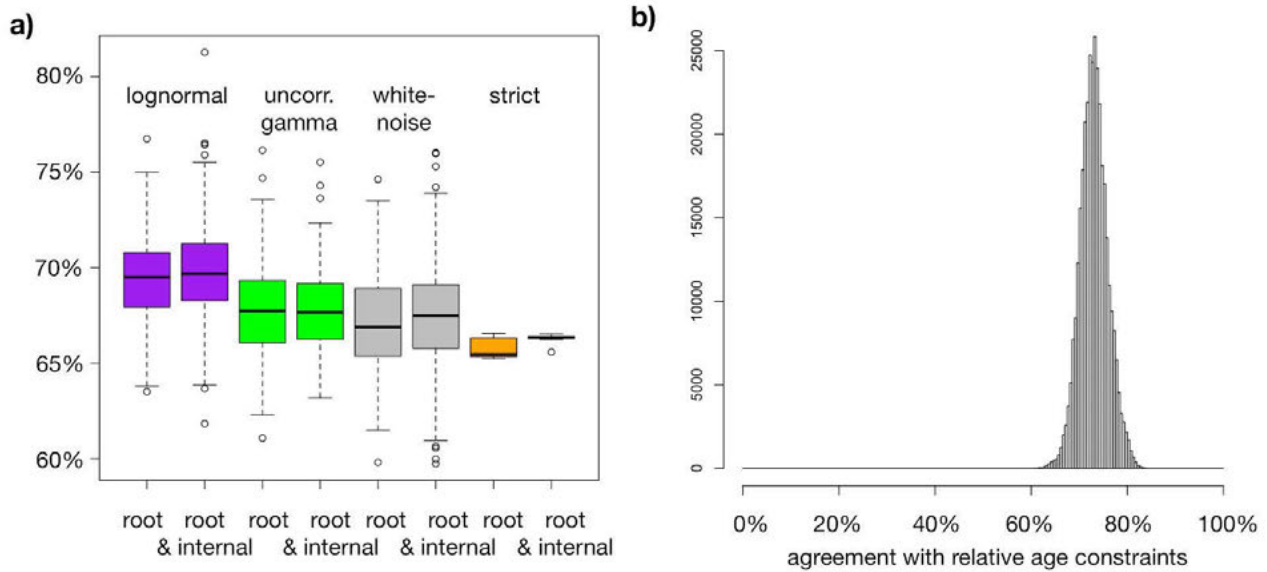 a)
80%
75%
70%
65%
60%
lognormal
uncorr.
gamma
white-
noise
strict
root
root
& internal
root
root
& internal
root
root
& internal
root
root
& internal
b)
25000
20000
15000
10000
5000
0
0%
20%
40%
60%
80%
100%
agreement with relative age constraints